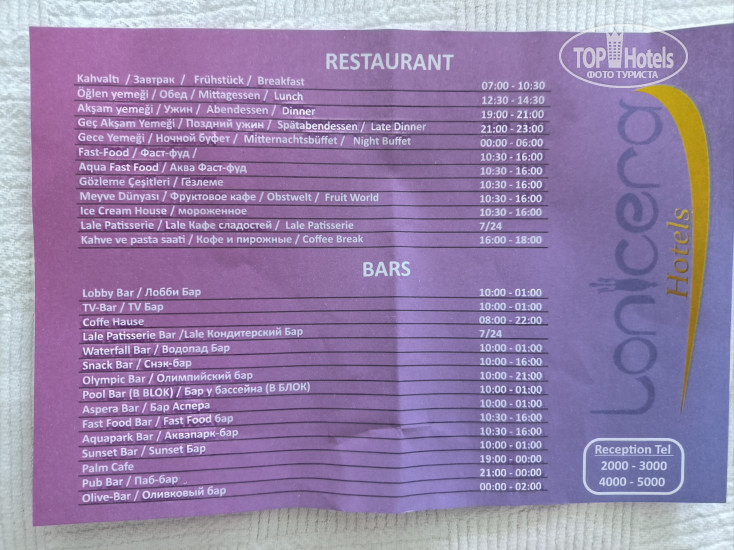 RESTAURANT
Kahvaltı / Завтрак / Frühstück / Breakfast 07:00 - 10:30
Öğlen yemeği / Обед / Mittagessen / Lunch 12:30 - 14:30
Akşam yemeği / Ужин / Abendessen / Dinner 19:00 - 21:00
Geç Akşam Yemeği / Поздний ужин / Spätabendessen / Late Dinner 21:00 - 23:00
Gece Yemeği / Ночной буфет / Mitternachtsbüffet / Night Buffet 00:00 - 06:00
Fast-Food / Фаст-фуд / 10:30 - 16:00
Aqua Fast Food / Аква Фаст-фуд 10:30 - 16:00
Gözleme Çeşitleri / Гёзлеме 10:30 - 16:00
Meyve Dünyası / Фруктовое кафе / Obstwelt / Fruit World 10:30 - 16:00
Ice Cream House / мороженное 10:30 - 16:00
Lale Patisserie / Lale Кафе сладостей / Lale Patisserie 7/24
Kahve ve pasta saati / Кофе и пирожные / Coffee Break 16:00 - 18:00
BARS
Lobby Bar / Лобби Бар 10:00 - 01:00
TV-Bar / TV Бар 10:00 - 01:00
Coffe Hause 08:00 - 22:00
Lale Patisserie Bar /Lale Кондитерский Бар 7/24
Waterfall Bar / Водопад Бар 10:00 - 01:00
Snack Bar / Снэк-бар 10:00 - 16:00
Olympic Bar / Олимпийский бар 10:00 - 21:00
Pool Bar (B BLOK) / Бар у бассейна (В БЛОК) 10:00 - 01:00
Aspera Bar / Бар Аспера 10:00 - 01:00
Fast Food Bar / Fast Food бар 10:30 - 16:00
Aquapark Bar / Аквапарк-бар 10:30 - 16:00
Sunset Bar / Sunset Бар 10:00 - 01:00
Palm Cafe 19:00 - 00:00
Pub Bar / Паб-бар 21:00 - 00:00
Olive-Bar / Оливковый бар 00:00 - 02:00
Lonicera
Hotels
Reception Tel
2000 - 3000
4000 - 5000
TOP Hotels
ФОТО ТУРИСТА